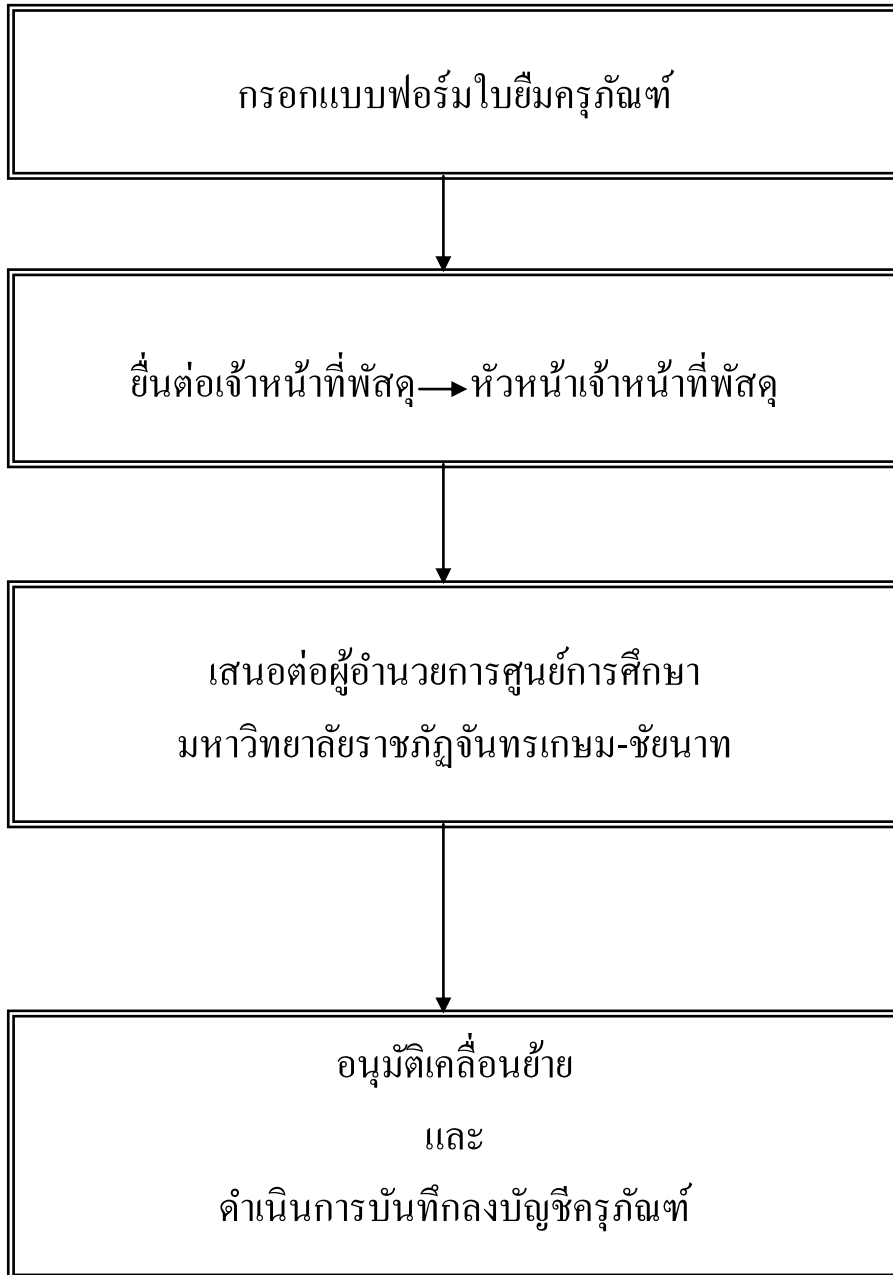 กรอกแบบฟอร์มใบยืมครุภัณฑ์
ยื่นต่อเจ้าหน้าที่พัสดุ → หัวหน้าเจ้าหน้าที่พัสดุ
เสนอต่อผู้อำนวยการศูนย์การศึกษา
มหาวิทยาลัยราชภัฏจันทรเกษม-ชัยนาท
อนุมัติเคลื่อนย้าย
และ
ดำเนินการบันทึกลงบัญชีครุภัณฑ์